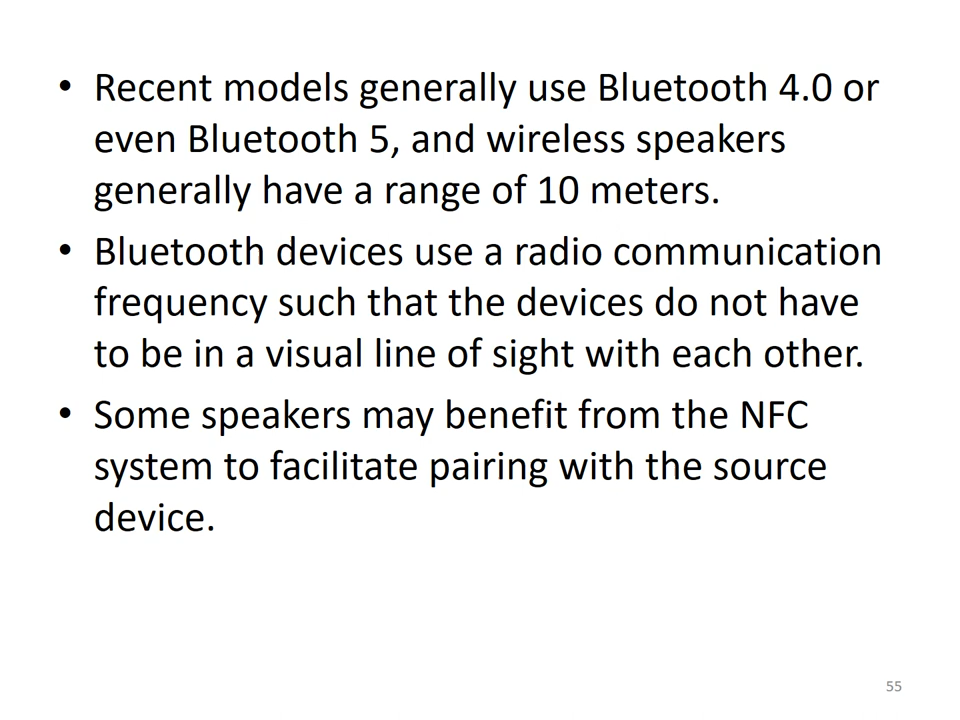 • Recent models generally use Bluetooth 4.0 or
even Bluetooth 5, and wireless speakers
generally have a range of 10 meters.
• Bluetooth devices use a radio communication
frequency such that the devices do not have
to be in a visual line of sight with each other.
• Some speakers may benefit from the NFC
system to facilitate pairing with the source
device.
55